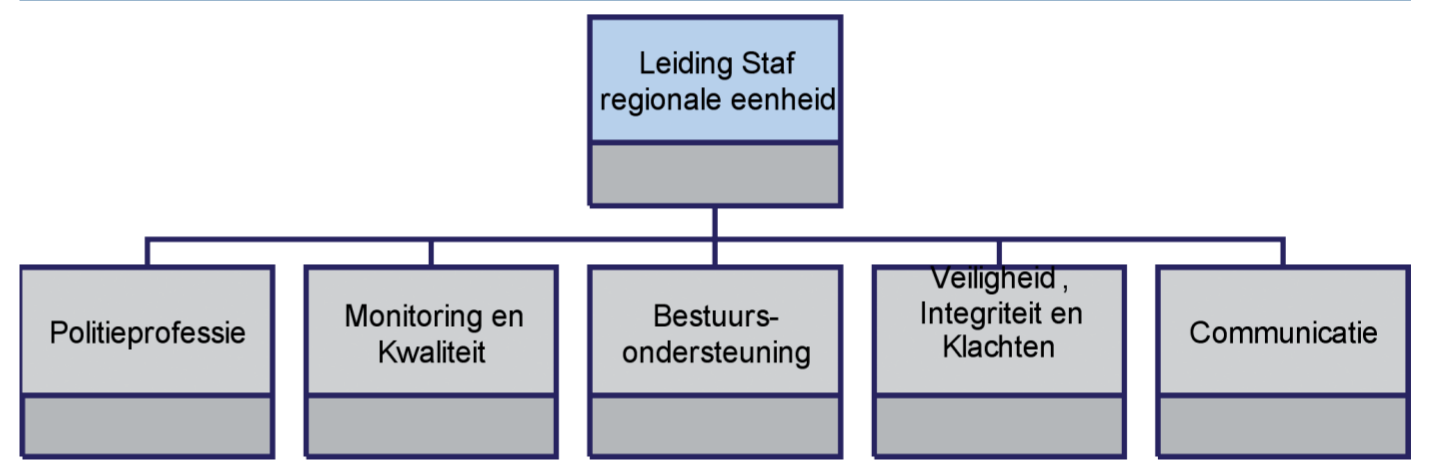 Leiding Staf
regionale eenheid
Politieprofessie
Monitoring en
Kwaliteit
Bestuurs-
ondersteuning
Veiligheid ,
Integriteit en
Klachten
Communicatie